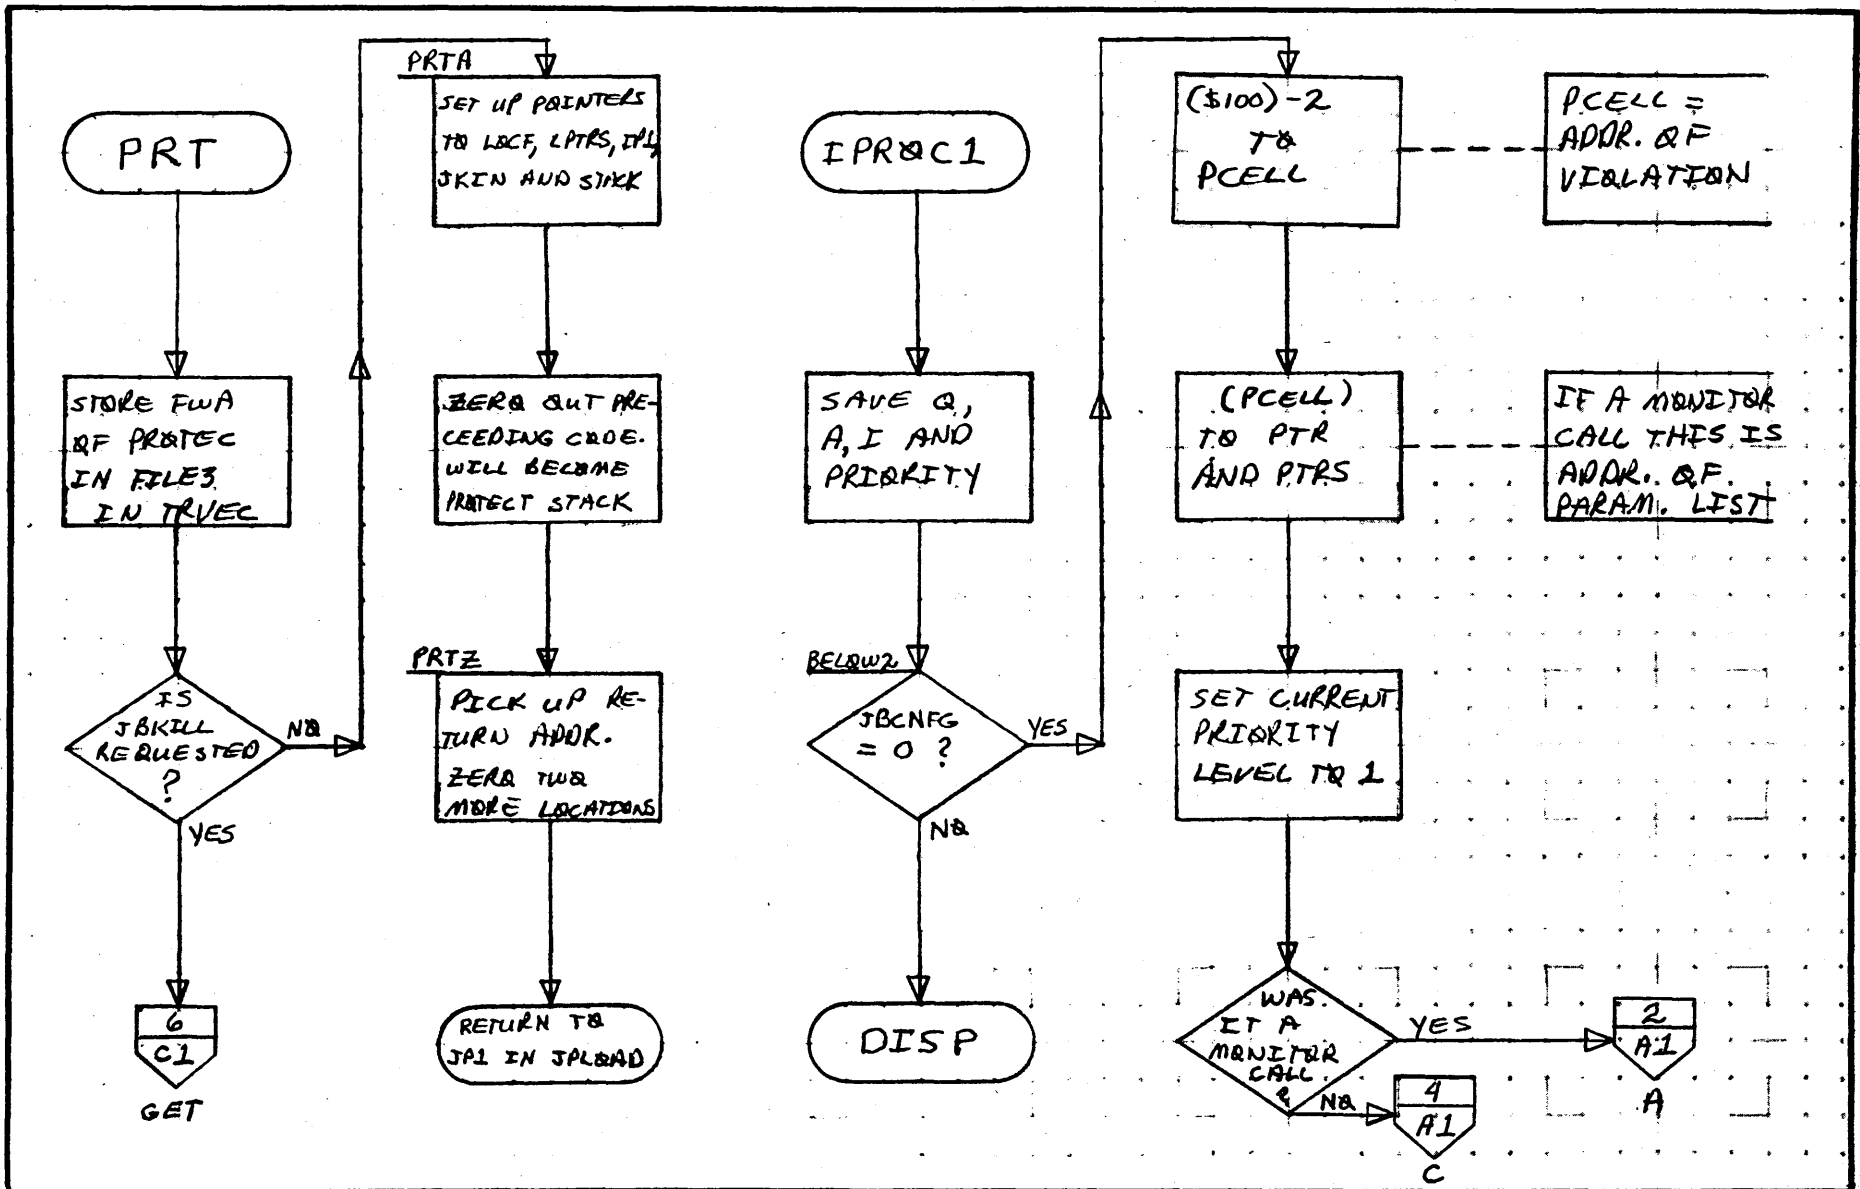 PRT
STORE FWA
OF PROTEC
IN FILE3
IN TRVEC
IS
JBKILL
REQUESTED
?
NO
YES
6
C1
GET
PRTA
SET UP POINTERS
TO LOCF, LPTRS, IP1,
JKIN AND STACK
ZERO OUT PRE-
CEEDING CODE.
WILL BECOME
PROTECT STACK
PRTZ
PICK UP RE-
TURN ADDR.
ZERO TWO
MORE LOCATIONS
RETURN TO
JP1 IN JPLOAD
IPROC1
SAVE Q,
A, I AND
PRIORITY
BELOW2
JBCNFG
= 0 ?
YES
NO
DISP
($100)-2
TO
PCELL
PCELL =
ADDR. OF
VIOLATION
(PCELL)
TO PTR
AND PTRS
IF A MONITOR
CALL THIS IS
ADDR. OF
PARAM. LIST
SET CURRENT
PRIORITY
LEVEL TO 1
WAS
IT A
MONITOR
CALL
?
YES
2
A1
A
NO
4
A1
C